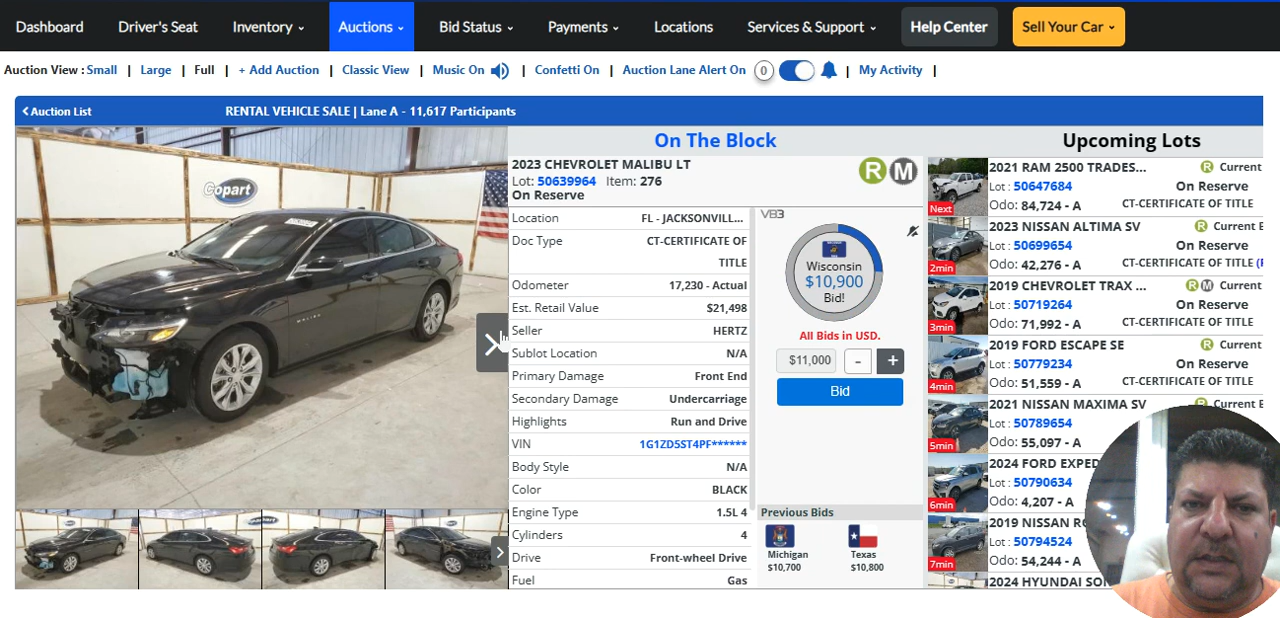 Dashboard Driver's Seat Inventory Auctions Bid Status Payments Locations Services & Support Help Center Sell Your Car
Auction View : Small | Large | Full | + Add Auction | Classic View | Music On | Confetti On | Auction Lane Alert On 0 | My Activity |
Auction List RENTAL VEHICLE SALE | Lane A - 11,617 Participants
Copart
On The Block
2023 CHEVROLET MALIBU LT
Lot: 50639964 Item: 276
On Reserve
R M
Location FL - JACKSONVILL...
Doc Type CT-CERTIFICATE OF
TITLE
Odometer 17,230 - Actual
Est. Retail Value $21,498
Seller HERTZ
Sublot Location N/A
Primary Damage Front End
Secondary Damage Undercarriage
Highlights Run and Drive
VIN 1G1ZD5ST4PF******
Body Style N/A
Color BLACK
Engine Type 1.5L 4
Cylinders 4
Drive Front-wheel Drive
Fuel Gas
VB3
Wisconsin
$10,900
Bid!
All Bids in USD.
$11,000 - +
Bid
Previous Bids
Michigan Texas
$10,700 $10,800
Upcoming Lots
2021 RAM 2500 TRADES... R Current
Lot : 50647684 On Reserve
Next Odo: 84,724 - A CT-CERTIFICATE OF TITLE
2023 NISSAN ALTIMA SV R Current
Lot : 50699654 On Reserve
2min Odo: 42,276 - A CT-CERTIFICATE OF TITLE
2019 CHEVROLET TRAX ... R M Current
Lot : 50719264 On Reserve
3min Odo: 71,992 - A CT-CERTIFICATE OF TITLE
2019 FORD ESCAPE SE R Current
Lot : 50779234 On Reserve
4min Odo: 51,559 - A CT-CERTIFICATE OF TITLE
2021 NISSAN MAXIMA SV Current
Lot : 50789654
5min Odo: 55,097 - A
2024 FORD EXPED
Lot : 50790634
6min Odo: 4,207 - A
2019 NISSAN RO
Lot : 50794524
7min Odo: 54,244 - A
2024 HYUNDAI SON